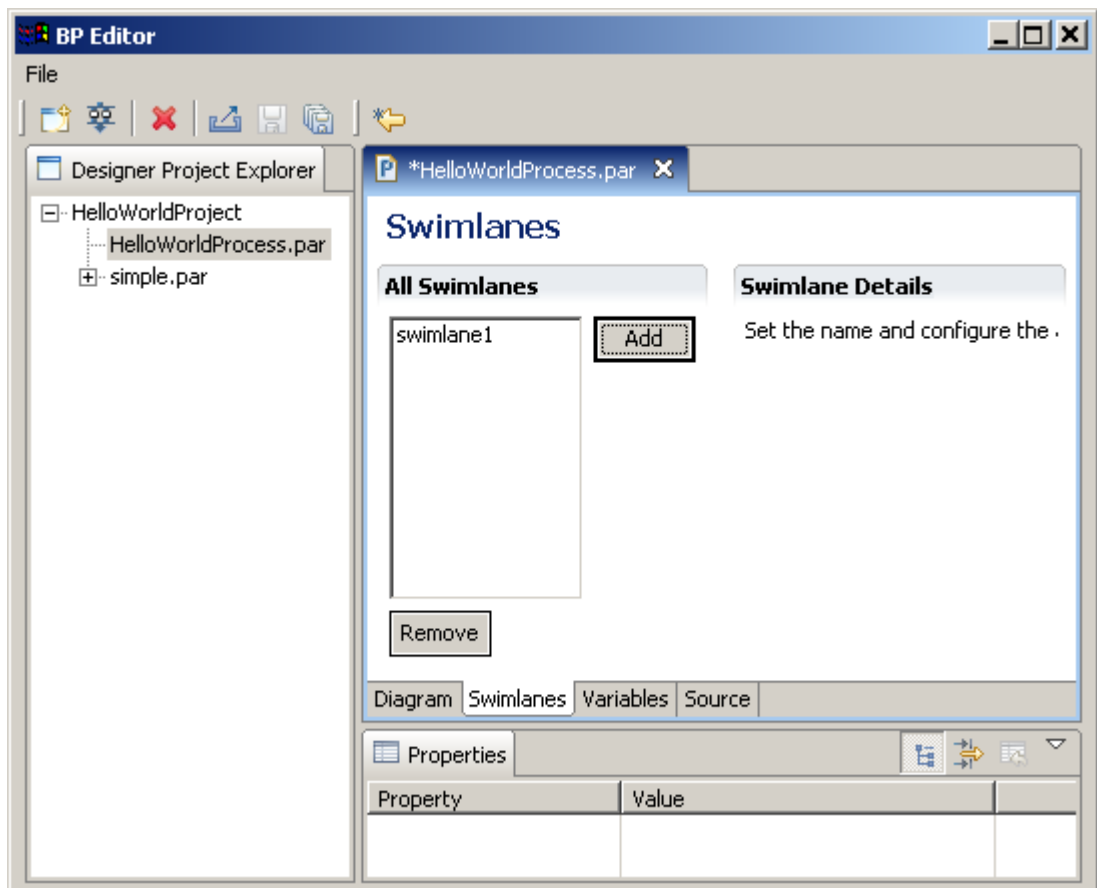 BP Editor
File
Designer Project Explorer
HelloWorldProject
HelloWorldProcess.par
simple.par
*HelloWorldProcess.par
Swimlanes
All Swimlanes
swimlane1
Add
Remove
Swimlane Details
Set the name and configure the
Diagram Swimlanes Variables Source
Properties
Property Value